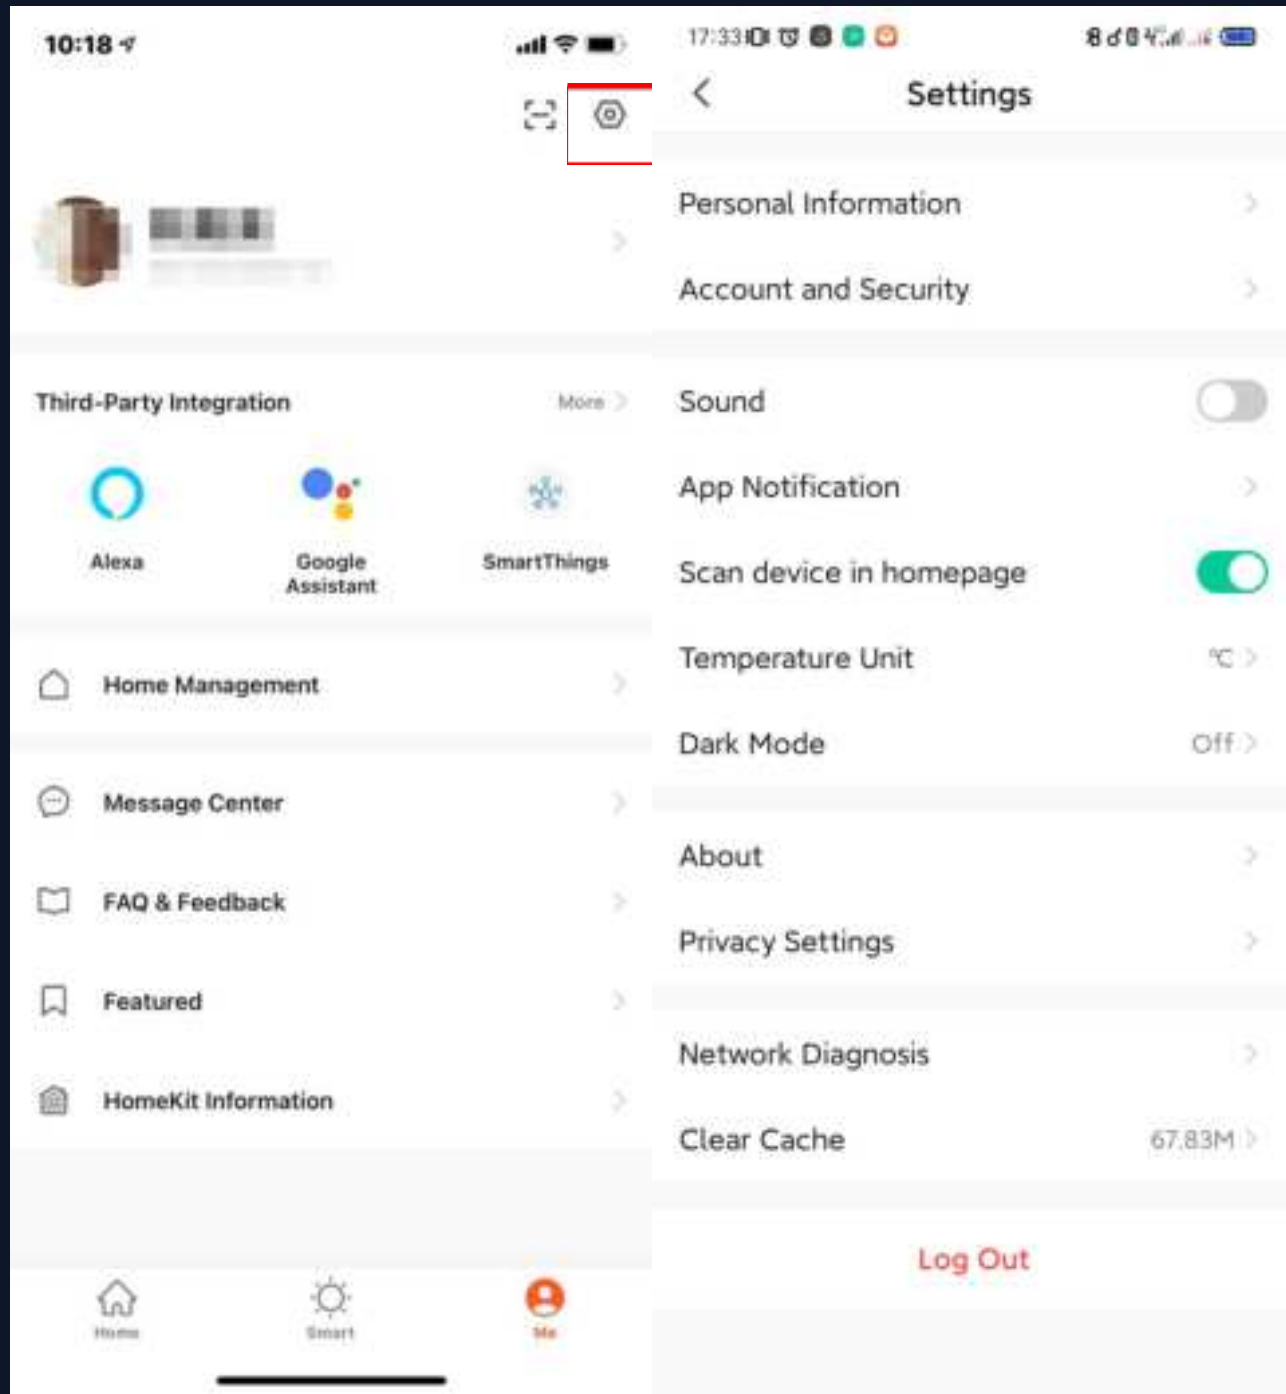 10:18
Third-Party Integration
More
Alexa
Google
Assistant
SmartThings
Home Management
Message Center
FAQ & Feedback
Featured
HomeKit Information
Home
Smart
Me
17:33
Settings
Personal Information
Account and Security
Sound
App Notification
Scan device in homepage
Temperature Unit
°C
Dark Mode
Off
About
Privacy Settings
Network Diagnosis
Clear Cache
67.83M
Log Out